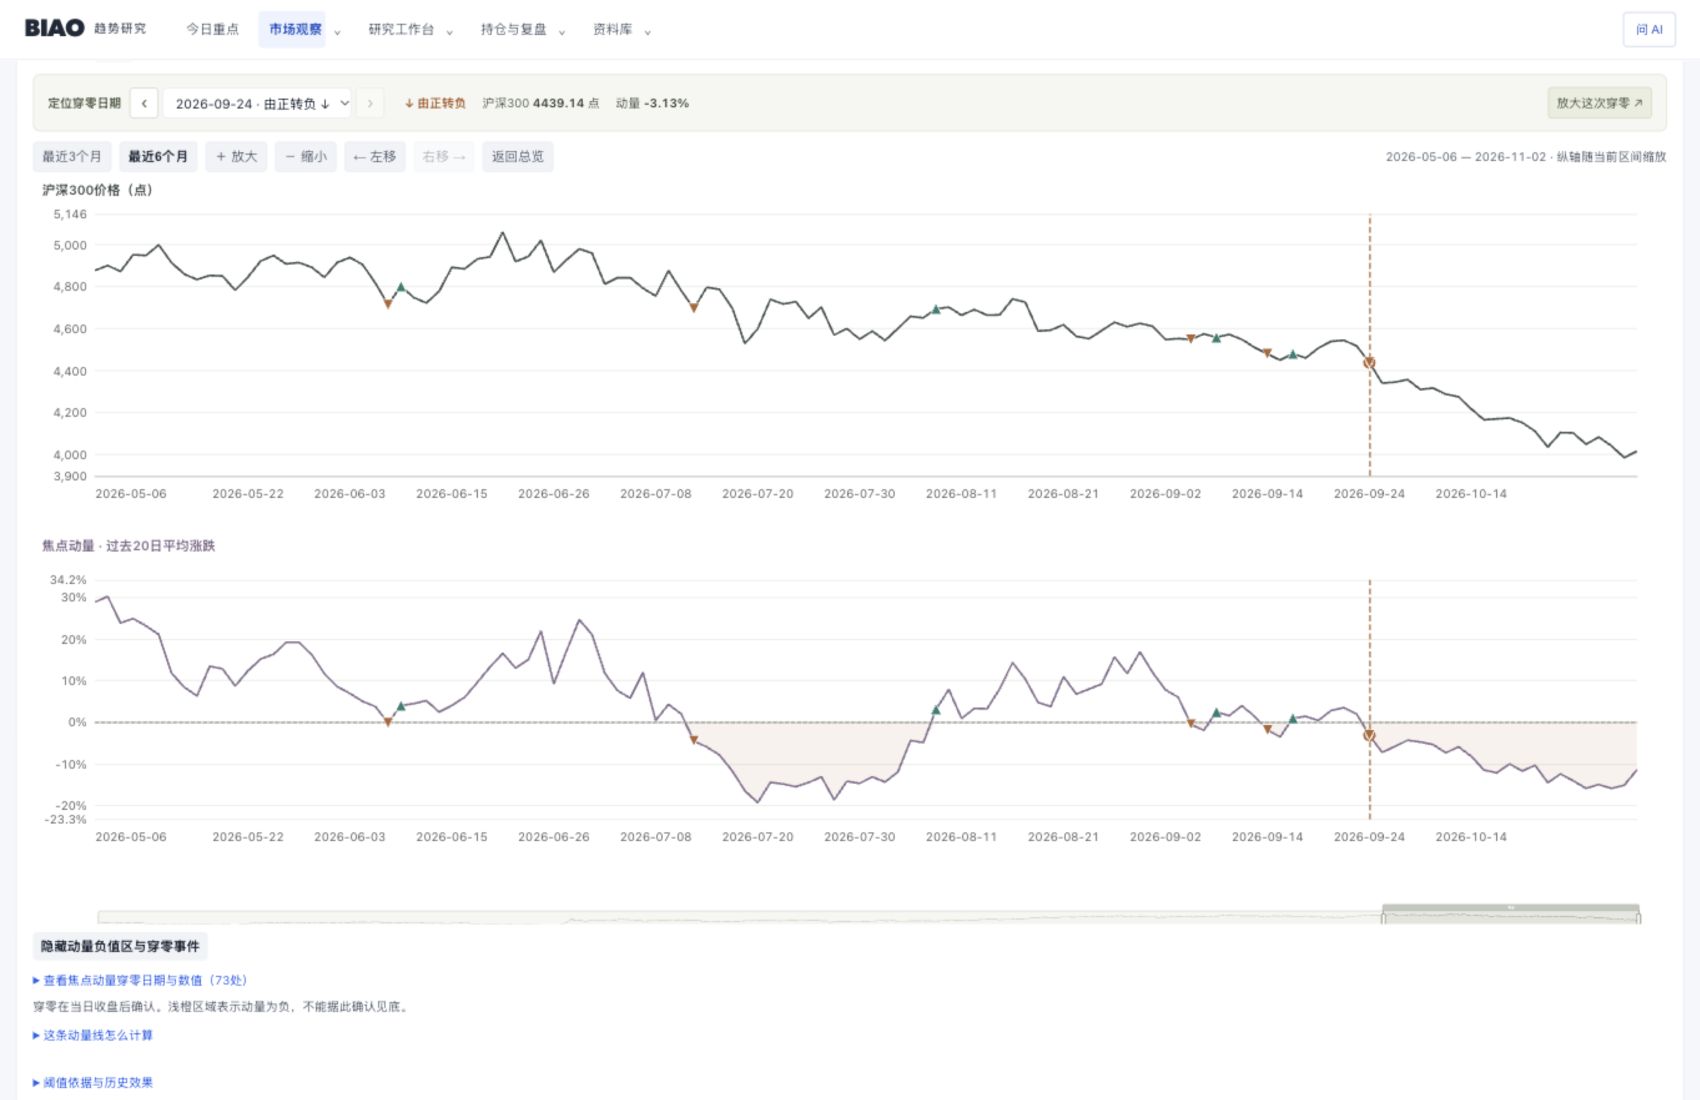 BIAO 趋势研究 今日重点 市场观察 研究工作台 持仓与复盘 资料库 问 AI
定位穿零日期 ‹ 2026-09-24 · 由正转负 ↓ › ↓ 由正转负 沪深300 4439.14 点 动量 -3.13% 放大这次穿零 ↗
最近3个月 最近6个月 + 放大 − 缩小 ← 左移 右移 → 返回总览 2026-05-06 — 2026-11-02 · 纵轴随当前区间缩放
沪深300价格（点）
5,146
5,000
4,800
4,600
4,400
4,200
4,000
3,900
2026-05-06 2026-05-22 2026-06-03 2026-06-15 2026-06-26 2026-07-08 2026-07-20 2026-07-30 2026-08-11 2026-08-21 2026-09-02 2026-09-14 2026-09-24 2026-10-14
焦点动量 · 过去20日平均涨跌
34.2%
30%
20%
10%
0%
-10%
-20%
-23.3%
2026-05-06 2026-05-22 2026-06-03 2026-06-15 2026-06-26 2026-07-08 2026-07-20 2026-07-30 2026-08-11 2026-08-21 2026-09-02 2026-09-14 2026-09-24 2026-10-14
隐藏动量负值区与穿零事件
▶ 查看焦点动量穿零日期与数值（73处）
穿零在当日收盘后确认。浅橙区域表示动量为负，不能据此确认见底。
▶ 这条动量线怎么计算
▶ 阈值依据与历史效果